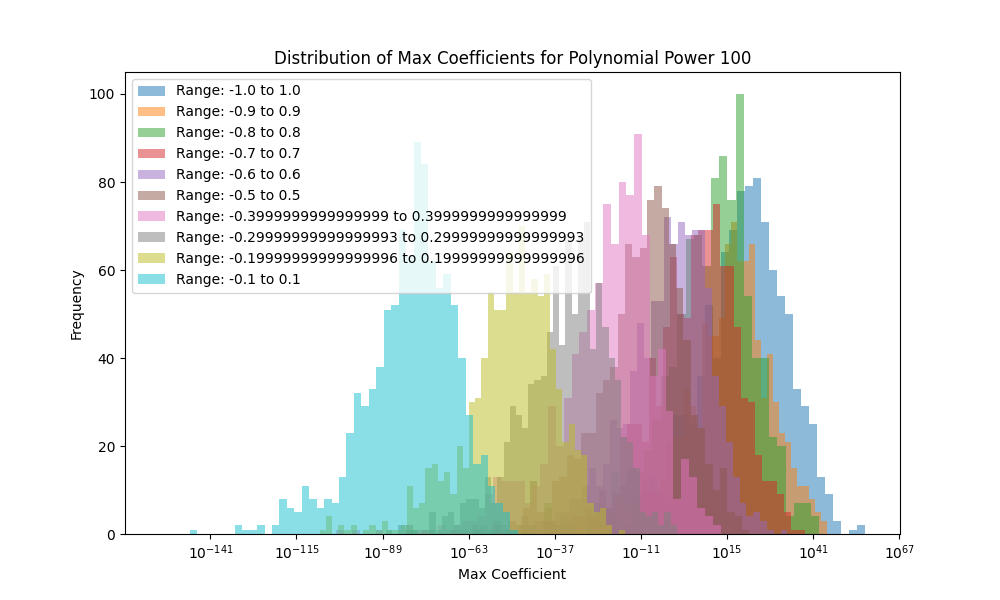 Distribution of Max Coefficients for Polynomial Power 100
Range: -1.0 to 1.0
Range: -0.9 to 0.9
Range: -0.8 to 0.8
Range: -0.7 to 0.7
Range: -0.6 to 0.6
Range: -0.5 to 0.5
Range: -0.3999999999999999 to 0.3999999999999999
Range: -0.29999999999999993 to 0.29999999999999993
Range: -0.19999999999999996 to 0.19999999999999996
Range: -0.1 to 0.1
100
80
60
40
20
0
Frequency
10⁻¹⁴¹ 10⁻¹¹⁵ 10⁻⁸⁹ 10⁻⁶³ 10⁻³⁷ 10⁻¹¹ 10¹⁵ 10⁴¹ 10⁶⁷
Max Coefficient